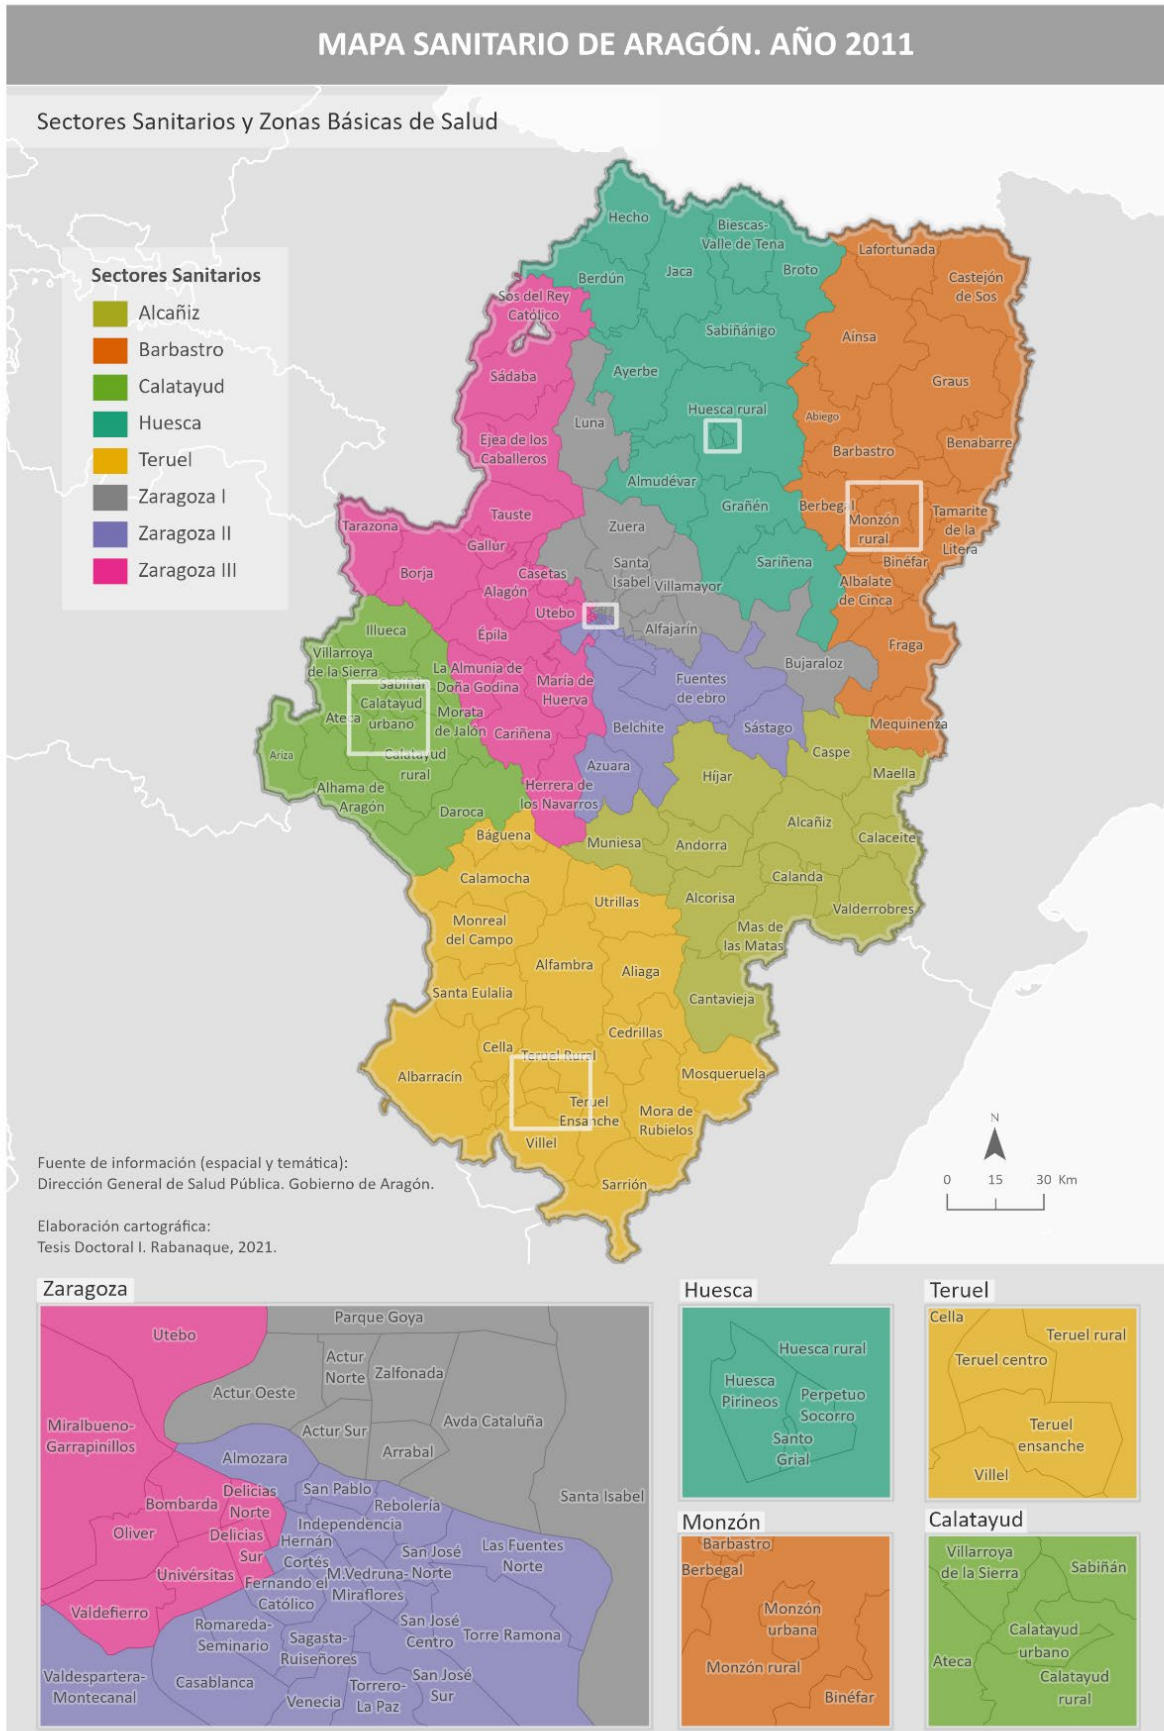 MAPA SANITARIO DE ARAGÓN. AÑO 2011
Sectores Sanitarios y Zonas Básicas de Salud
Sectores Sanitarios
Alcañiz
Barbastro
Calatayud
Huesca
Teruel
Zaragoza I
Zaragoza II
Zaragoza III
Hecho
Biescas-
Valle de Tena
Lafortunada
Berdún
Jaca
Broto
Castejón
de Sos
Sos del Rey
Católico
Sabiñánigo
Aínsa
Sádaba
Ayerbe
Graus
Huesca rural
Luna
Abiego
Ejea de los
Caballeros
Barbastro
Benabarre
Almudévar
Grañén
Berbegal
Monzón
rural
Tamarite
de la
Litera
Tarazona
Tauste
Zuera
Gallur
Sariñena
Binéfar
Borja
Casetas
Santa
Isabel
Villamayor
Albalate
de Cinca
Alagón
Utebo
Alfajarín
Illueca
Épila
Fraga
Villarroya
de la Sierra
Bujaraloz
La Almunia de
Doña Godina
María de
Huerva
Fuentes
de ebro
Sabiñán
Calatayud
urbano
Ateca
Morata
de Jalón
Cariñena
Belchite
Sástago
Mequinenza
Ariza
Calatayud
rural
Caspe
Azuara
Híjar
Maella
Alhama de
Aragón
Herrera de
los Navarros
Daroca
Báguena
Muniesa
Andorra
Alcañiz
Calaceite
Calamocha
Calanda
Utrillas
Alcorisa
Valderrobres
Monreal
del Campo
Mas de
las Matas
Alfambra
Aliaga
Santa Eulalia
Cantavieja
Cedrillas
Cella
Teruel Rural
Albarracín
Mosqueruela
Teruel
Ensanche
Mora de
Rubielos
Villel
Sarrión
N
0 15 30 Km
Fuente de información (espacial y temática):
Dirección General de Salud Pública. Gobierno de Aragón.
Elaboración cartográfica:
Tesis Doctoral I. Rabanaque, 2021.
Zaragoza
Parque Goya
Utebo
Actur
Norte
Zalfonada
Actur Oeste
Avda Cataluña
Miralbueno-
Garrapinillos
Actur Sur
Arrabal
Almozara
Delicias
Norte
San Pablo
Santa Isabel
Bombarda
Rebolería
Independencia
Oliver
Delicias
Sur
Hernán
Cortés
San José
Norte
Las Fuentes
Norte
Univérsitas
M.Vedruna-
Miraflores
Fernando el
Católico
Valdefierro
Romareda-
Seminario
San José
Centro
Torre Ramona
Sagasta-
Ruiseñores
Valdespartera-
Montecanal
Casablanca
San José
Sur
Torrero-
La Paz
Venecia
Huesca
Huesca rural
Huesca
Pirineos
Perpetuo
Socorro
Santo
Grial
Teruel
Cella
Teruel rural
Teruel centro
Teruel
ensanche
Villel
Monzón
Barbastro
Berbegal
Monzón
urbana
Monzón rural
Binéfar
Calatayud
Villarroya
de la Sierra
Sabiñán
Calatayud
urbano
Ateca
Calatayud
rural